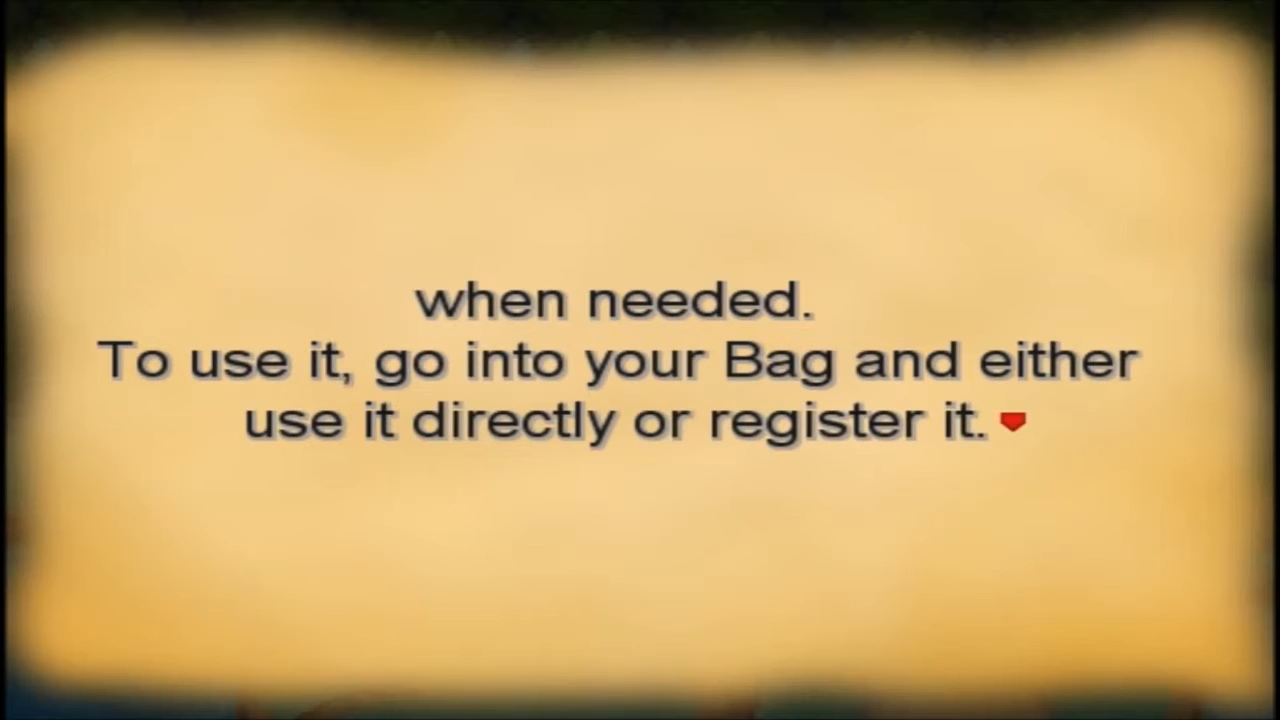 when needed.
To use it, go into your Bag and either
use it directly or register it.